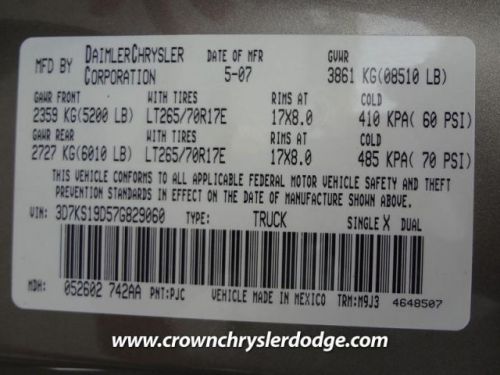 MFD BY DAIMLERCHRYSLER CORPORATION DATE OF MFR 5-07 GVWR 3861 KG(08510 LB)
GAWR FRONT WITH TIRES RIMS AT COLD
2359 KG(5200 LB) LT265/70R17E 17X8.0 410 KPA( 60 PSI)
GAWR REAR WITH TIRES RIMS AT COLD
2727 KG(6010 LB) LT265/70R17E 17X8.0 485 KPA( 70 PSI)
THIS VEHICLE CONFORMS TO ALL APPLICABLE FEDERAL MOTOR VEHICLE SAFETY AND THEFT
PREVENTION STANDARDS IN EFFECT ON THE DATE OF MANUFACTURE SHOWN ABOVE.
VIN: 3D7KS19D57G829060 TYPE: TRUCK SINGLE X DUAL
MDH: 052602 742AA PNT:PJC VEHICLE MADE IN MEXICO TRM:M9J3 4648507
www.crownchryslerdodge.com